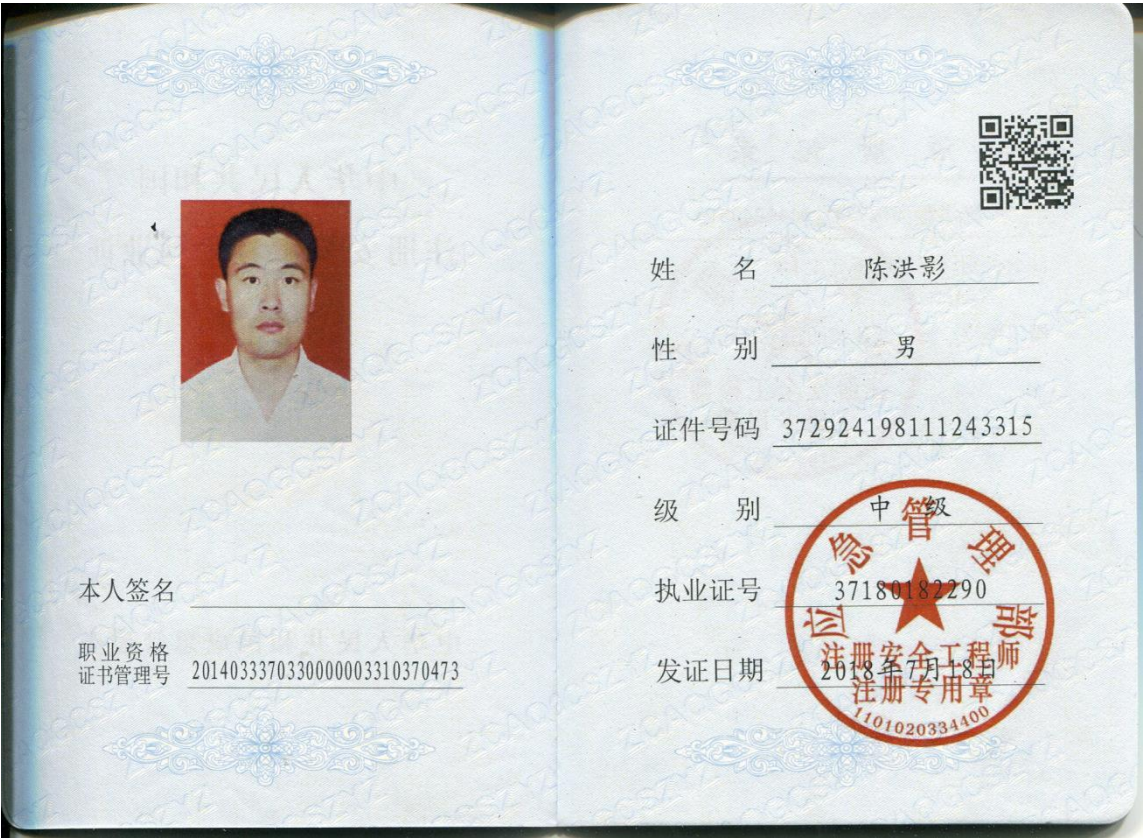 本人签名
职业资格
证书管理号 2014033370330000003310370473
姓 名 陈洪影
性 别 男
证件号码 372924198111243315
级 别 中 级
执业证号 37180182290
发证日期 2018年7月18日
应急管理部
注册安全工程师
注册专用章
1101020334400
ZCAQGCSZYZ